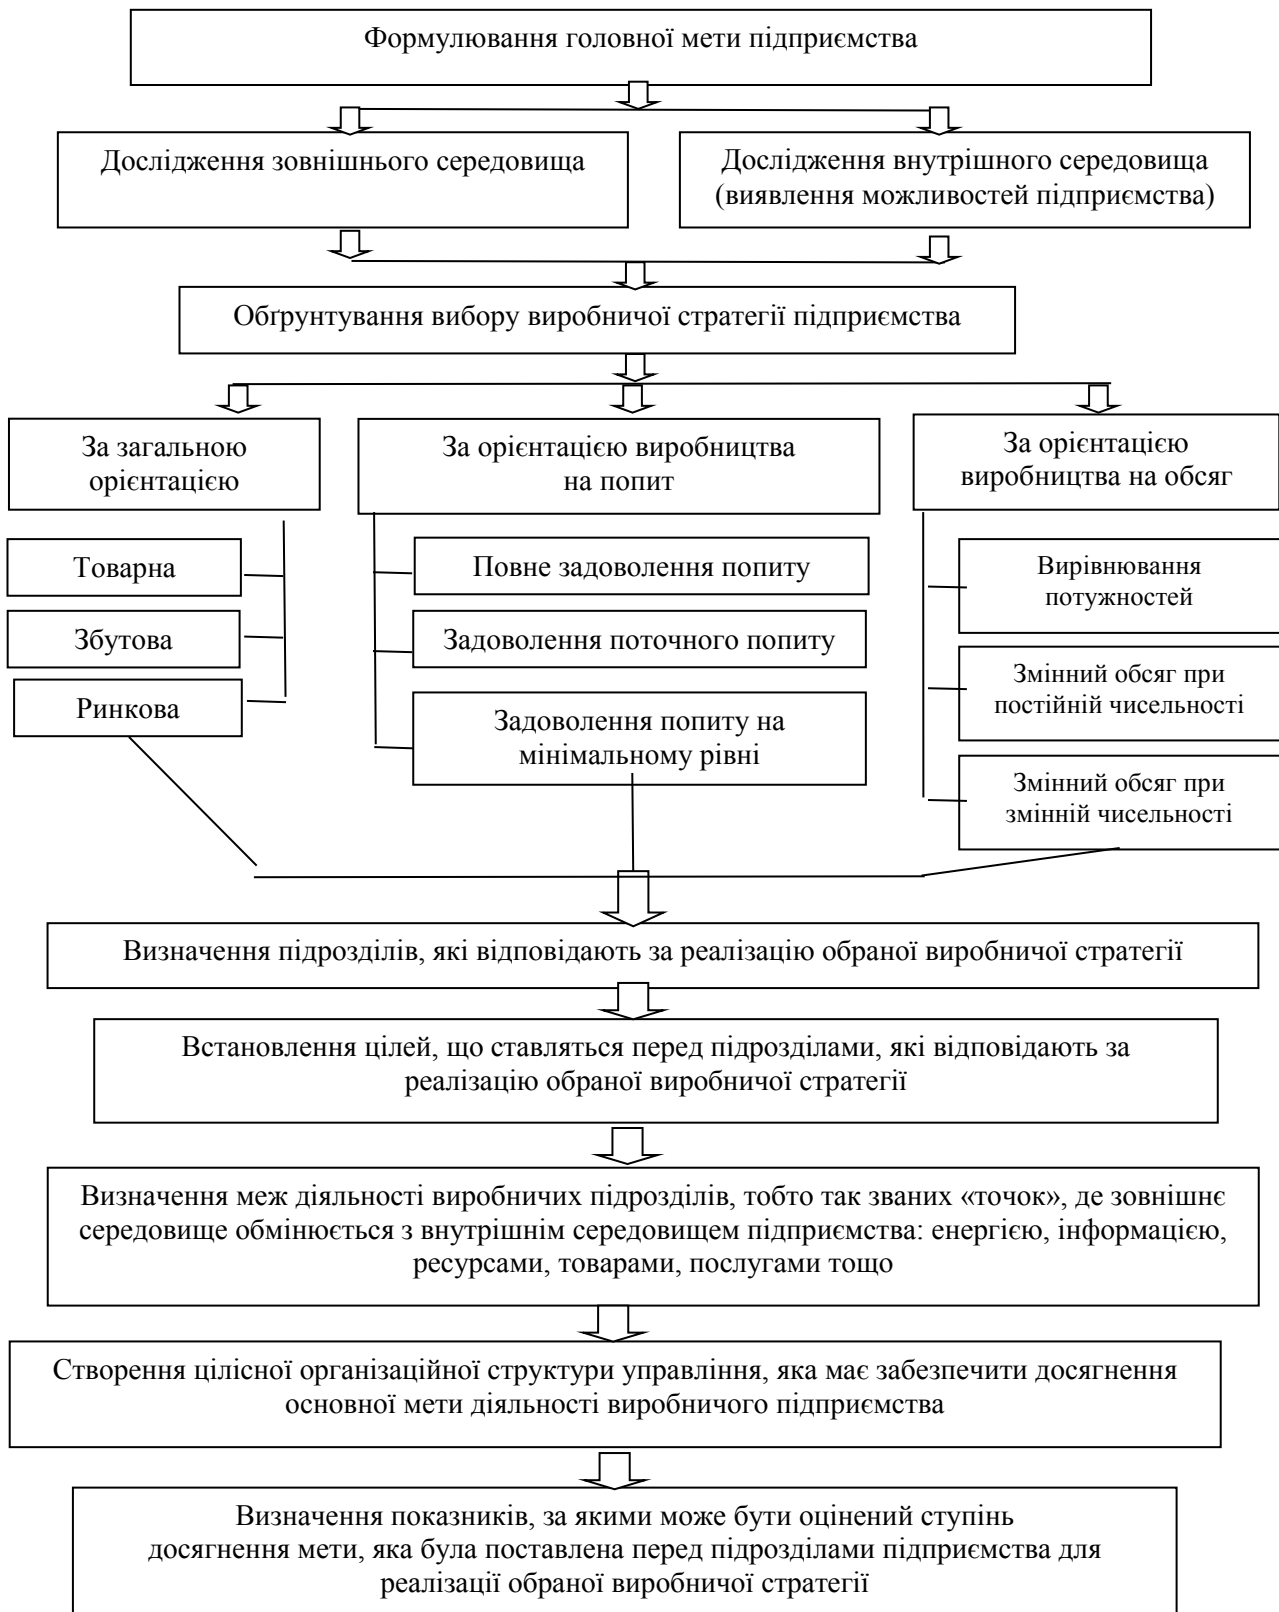 Формулювання головної мети підприємства
Дослідження зовнішнього середовища
Дослідження внутрішного середовища
(виявлення можливостей підприємства)
Обґрунтування вибору виробничої стратегії підприємства
За загальною
орієнтацією
За орієнтацією виробництва
на попит
За орієнтацією
виробництва на обсяг
Товарна
Збутова
Ринкова
Повне задоволення попиту
Задоволення поточного попиту
Задоволення попиту на
мінімальному рівні
Вирівнювання
потужностей
Змінний обсяг при
постійній чисельності
Змінний обсяг при
змінній чисельності
Визначення підрозділів, які відповідають за реалізацію обраної виробничої стратегії
Встановлення цілей, що ставляться перед підрозділами, які відповідають за
реалізацію обраної виробничої стратегії
Визначення меж діяльності виробничих підрозділів, тобто так званих «точок», де зовнішнє
середовище обмінюється з внутрішнім середовищем підприємства: енергією, інформацією,
ресурсами, товарами, послугами тощо
Створення цілісної організаційної структури управління, яка має забезпечити досягнення
основної мети діяльності виробничого підприємства
Визначення показників, за якими може бути оцінений ступінь
досягнення мети, яка була поставлена перед підрозділами підприємства для
реалізації обраної виробничої стратегії